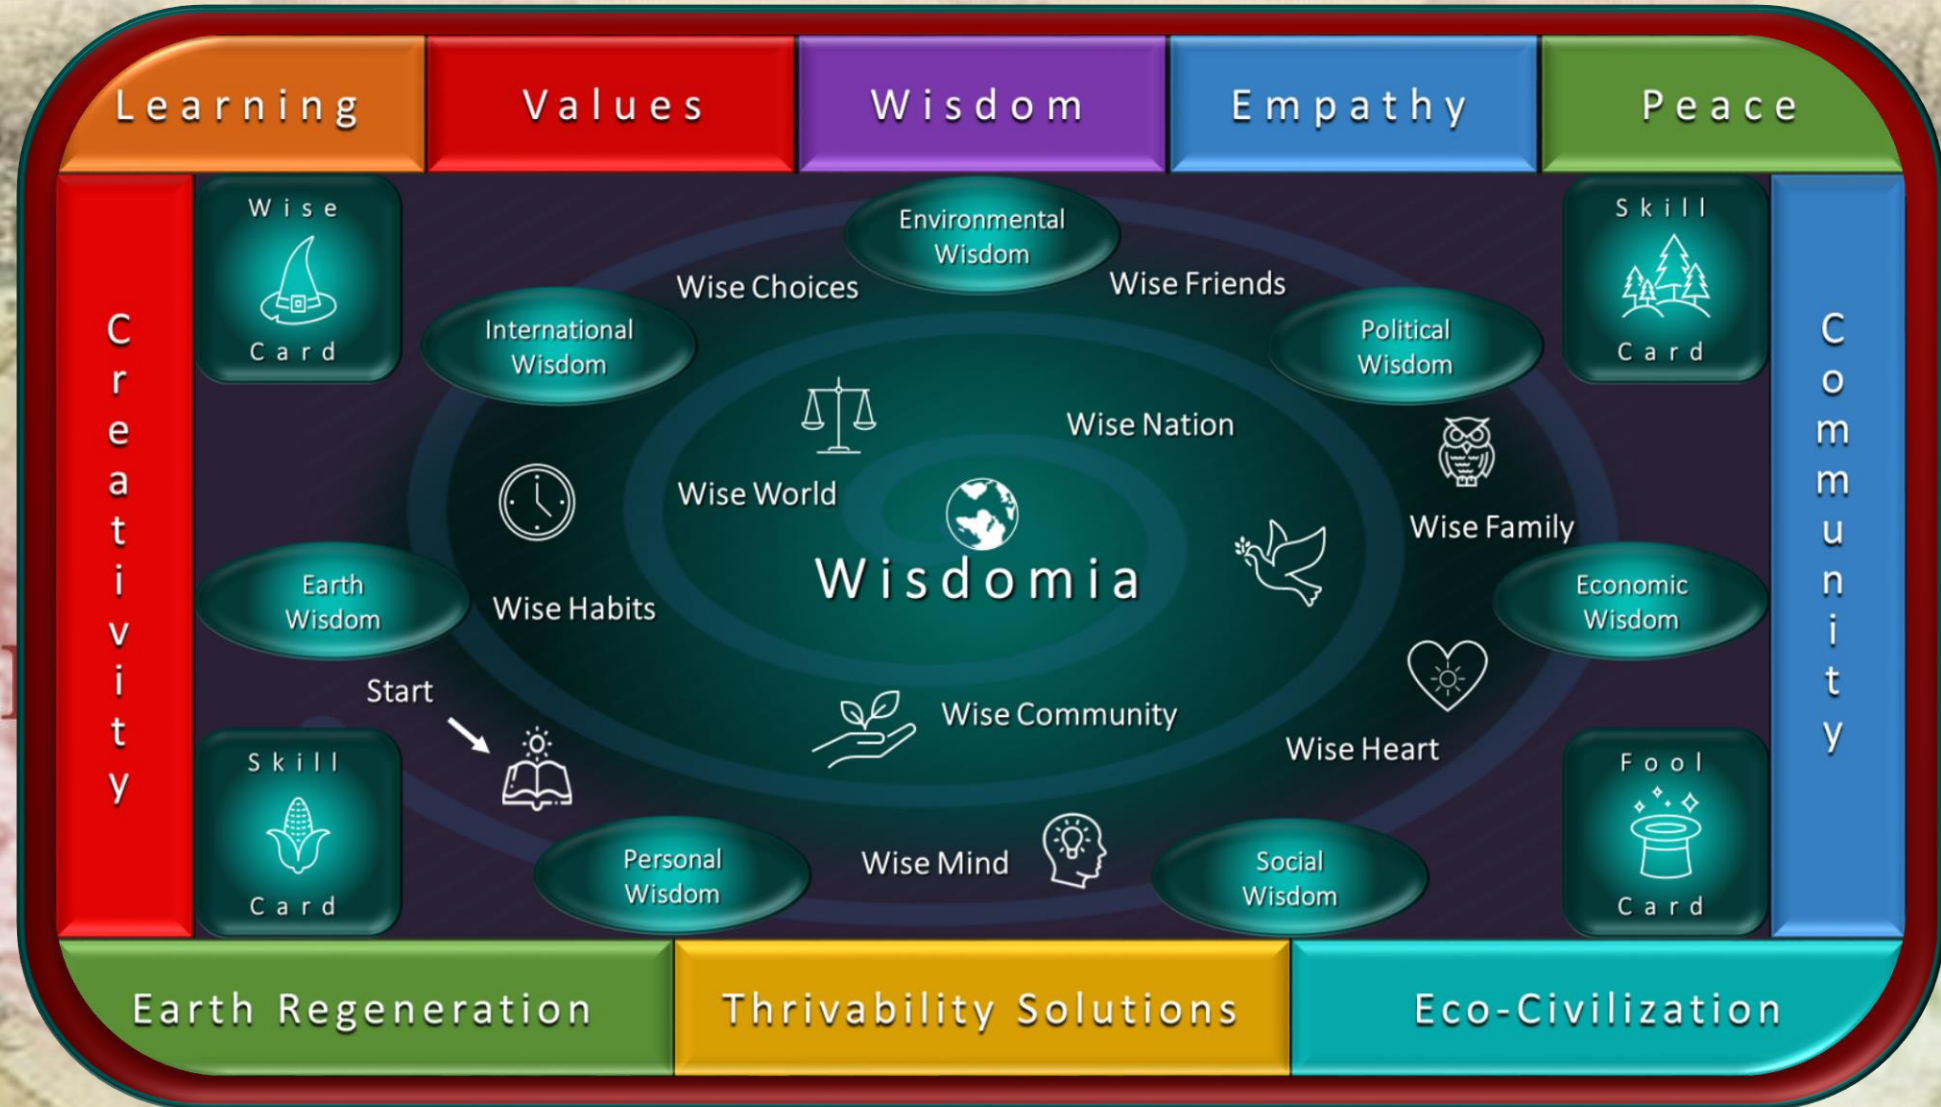 Learning
Values
Wisdom
Empathy
Peace
Creativity
Wise
Card
Environmental
Wisdom
Skill
Card
Community
Wise Choices
Wise Friends
International
Wisdom
Political
Wisdom
Wise Nation
Wise World
Wise Family
Wisdomia
Earth
Wisdom
Wise Habits
Economic
Wisdom
Start
Wise Community
Wise Heart
Skill
Card
Personal
Wisdom
Wise Mind
Social
Wisdom
Fool
Card
Earth Regeneration
Thrivability Solutions
Eco-Civilization